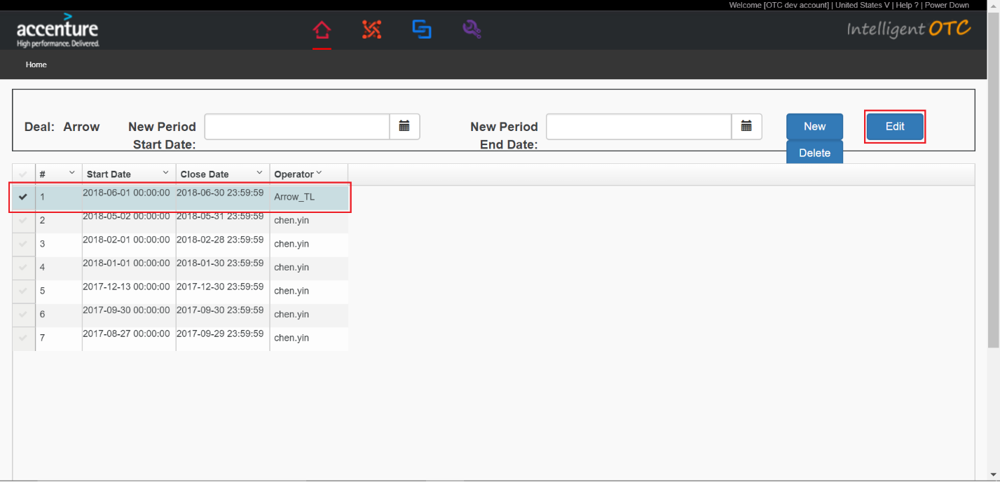 Welcome [OTC dev account] | United States V | Help ? | Power Down
accenture
High performance. Delivered.
Intelligent OTC
Home
Deal: Arrow
New Period
Start Date:
New Period
End Date:
New
Edit
Delete
# Start Date Close Date Operator
1 2018-06-01 00:00:00 2018-06-30 23:59:59 Arrow_TL
2 2018-05-02 00:00:00 2018-05-31 23:59:59 chen.yin
3 2018-02-01 00:00:00 2018-02-28 23:59:59 chen.yin
4 2018-01-01 00:00:00 2018-01-30 23:59:59 chen.yin
5 2017-12-13 00:00:00 2017-12-30 23:59:59 chen.yin
6 2017-09-30 00:00:00 2017-09-30 23:59:59 chen.yin
7 2017-08-27 00:00:00 2017-09-29 23:59:59 chen.yin